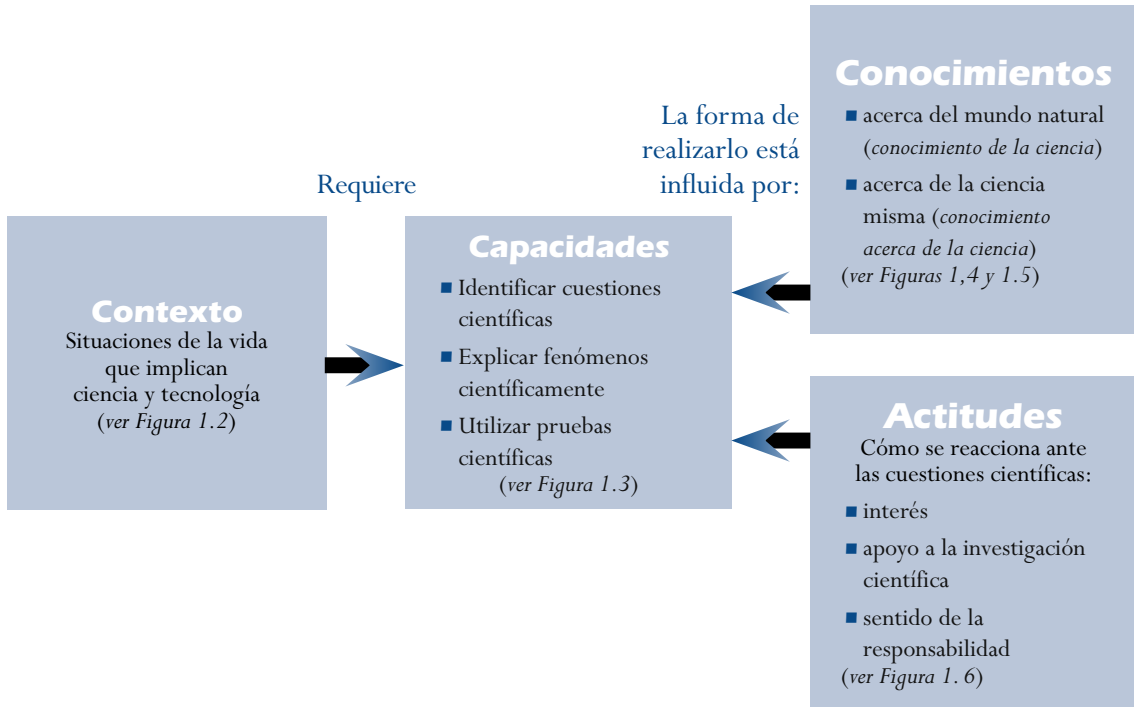 Contexto
Situaciones de la vida
que implican
ciencia y tecnología
(ver Figura 1.2)
Requiere
Capacidades
■ Identificar cuestiones
científicas
■ Explicar fenómenos
científicamente
■ Utilizar pruebas
científicas
(ver Figura 1.3)
La forma de
realizarlo está
influida por:
Conocimientos
■ acerca del mundo natural
(conocimiento de la ciencia)
■ acerca de la ciencia
misma (conocimiento
acerca de la ciencia)
(ver Figuras 1,4 y 1.5)
Actitudes
Cómo se reacciona ante
las cuestiones científicas:
■ interés
■ apoyo a la investigación
científica
■ sentido de la
responsabilidad
(ver Figura 1. 6)